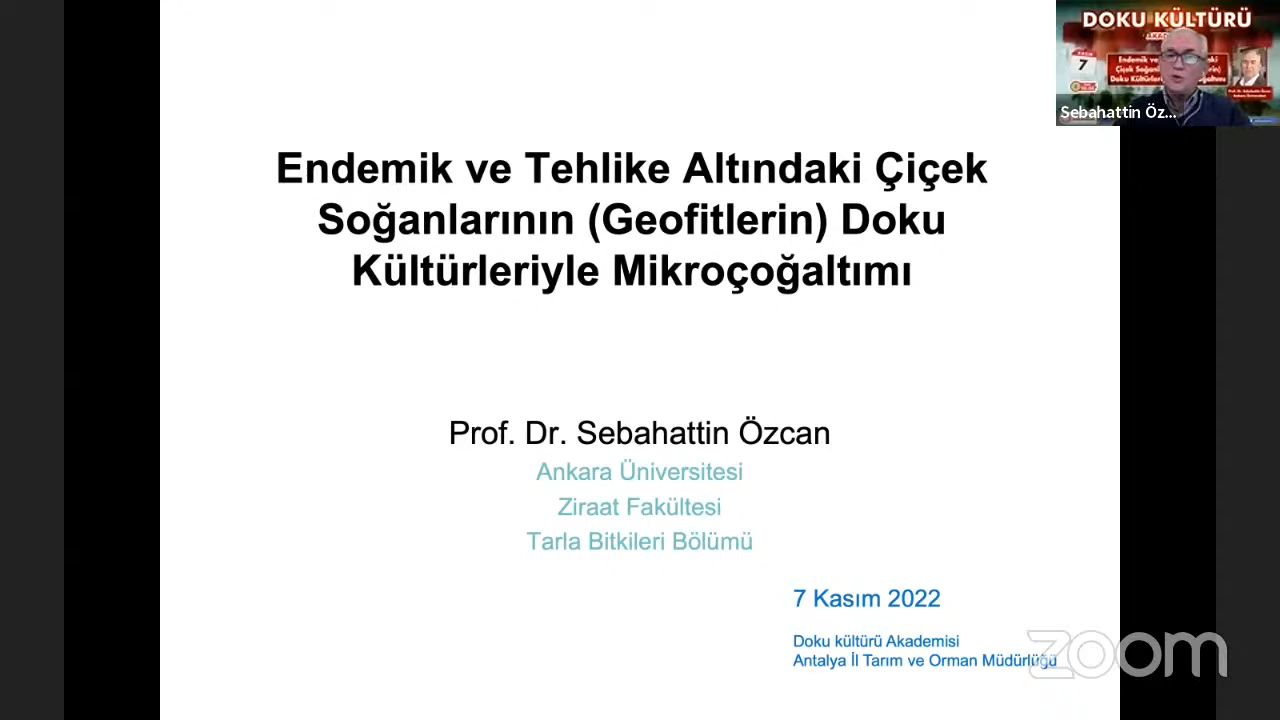 DOKU KÜLTÜRÜ
7
Sebahattin Öz...
Endemik ve Tehlike Altındaki Çiçek
Soğanlarının (Geofitlerin) Doku
Kültürleriyle Mikroçoğaltımı
Prof. Dr. Sebahattin Özcan
Ankara Üniversitesi
Ziraat Fakültesi
Tarla Bitkileri Bölümü
7 Kasım 2022
Doku kültürü Akademisi
Antalya İl Tarım ve Orman Müdürlüğü
zoom